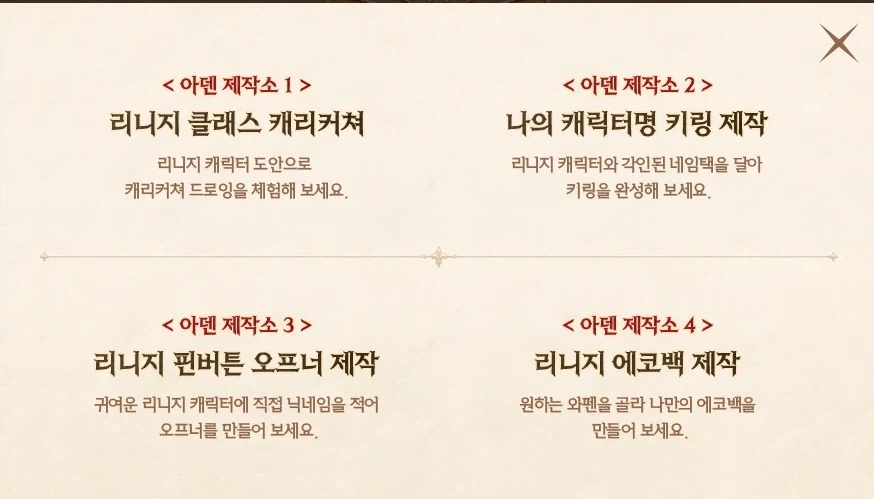 < 아덴 제작소 1 >
리니지 클래스 캐리커쳐
리니지 캐릭터 도안으로
캐리커쳐 드로잉을 체험해 보세요.
< 아덴 제작소 2 >
나의 캐릭터명 키링 제작
리니지 캐릭터와 각인된 네임택을 달아
키링을 완성해 보세요.
< 아덴 제작소 3 >
리니지 핀버튼 오프너 제작
귀여운 리니지 캐릭터에 직접 닉네임을 적어
오프너를 만들어 보세요.
< 아덴 제작소 4 >
리니지 에코백 제작
원하는 와펜을 골라 나만의 에코백을
만들어 보세요.